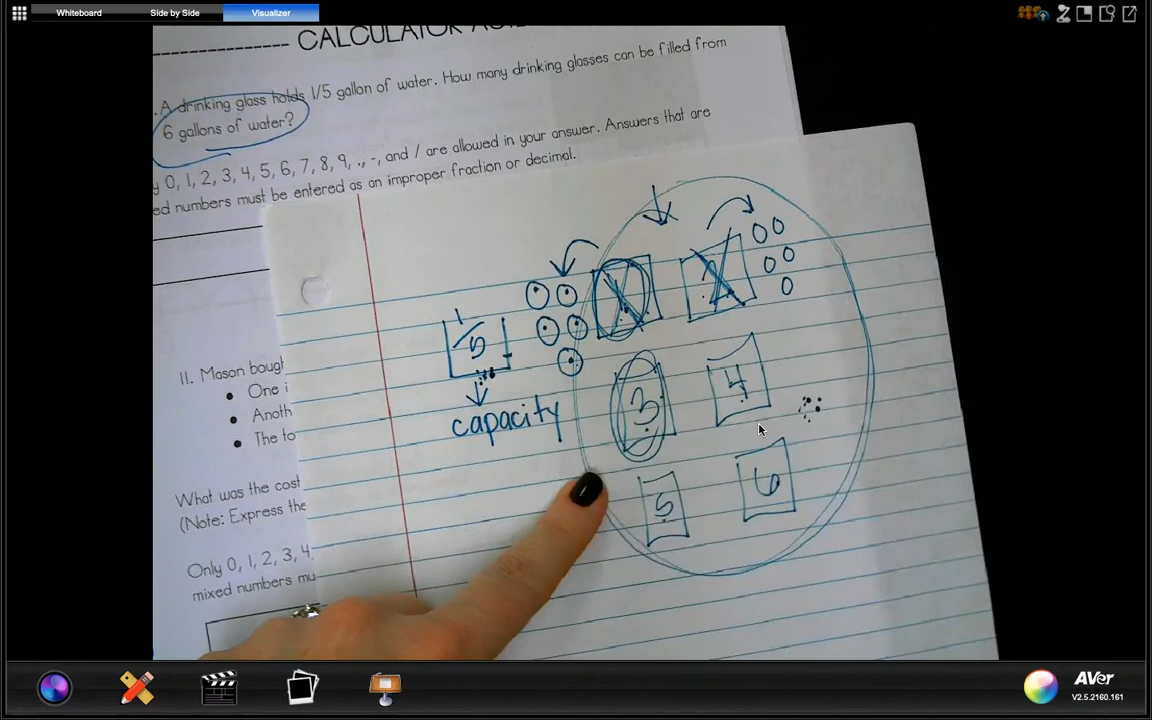 Whiteboard
Side by Side
Visualizer
CALCULATOR
. A drinking glass holds 1/5 gallon of water. How many drinking glasses can be filled from
6 gallons of water?
y 0, 1, 2, 3, 4, 5, 6, 7, 8, 9, ., -, and / are allowed in your answer. Answers that are
ed numbers must be entered as an improper fraction or decimal.
1/5
capacity
3
4
5
6
11. Mason bough
• One i
• Anoth
• The to
What was the cost
(Note: Express the
Only 0, 1, 2, 3, 4
mixed numbers mu
AVer
V2.5.2160.161